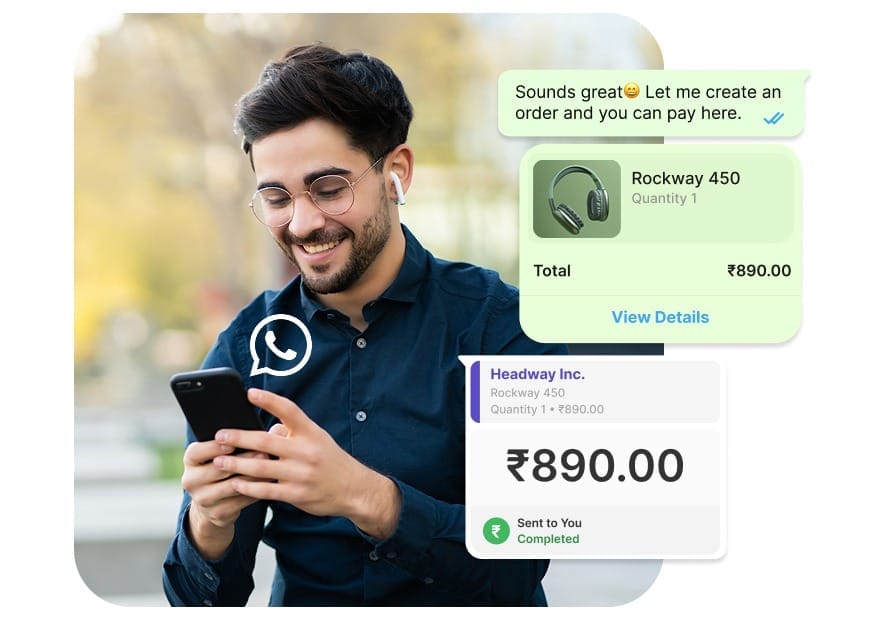 Sounds great😄 Let me create an
order and you can pay here.
Rockway 450
Quantity 1
Total ₹890.00
View Details
Headway Inc.
Rockway 450
Quantity 1 • ₹890.00
₹890.00
₹
Sent to You
Completed